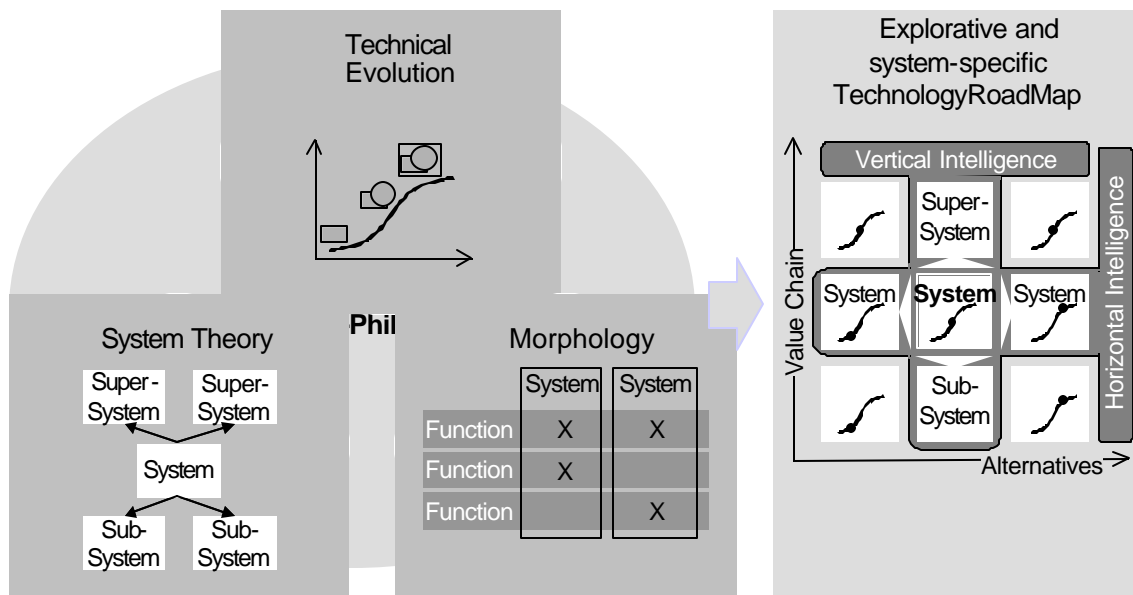 Technical
Evolution
Phil
System Theory
Super-
System
Super-
System
System
Sub-
System
Sub-
System
Morphology
System
System
Function
X
X
Function
X
Function
X
Explorative and
system-specific
TechnologyRoadMap
Vertical Intelligence
Horizontal Intelligence
Value Chain
Super-
System
System
System
System
Sub-
System
Alternatives